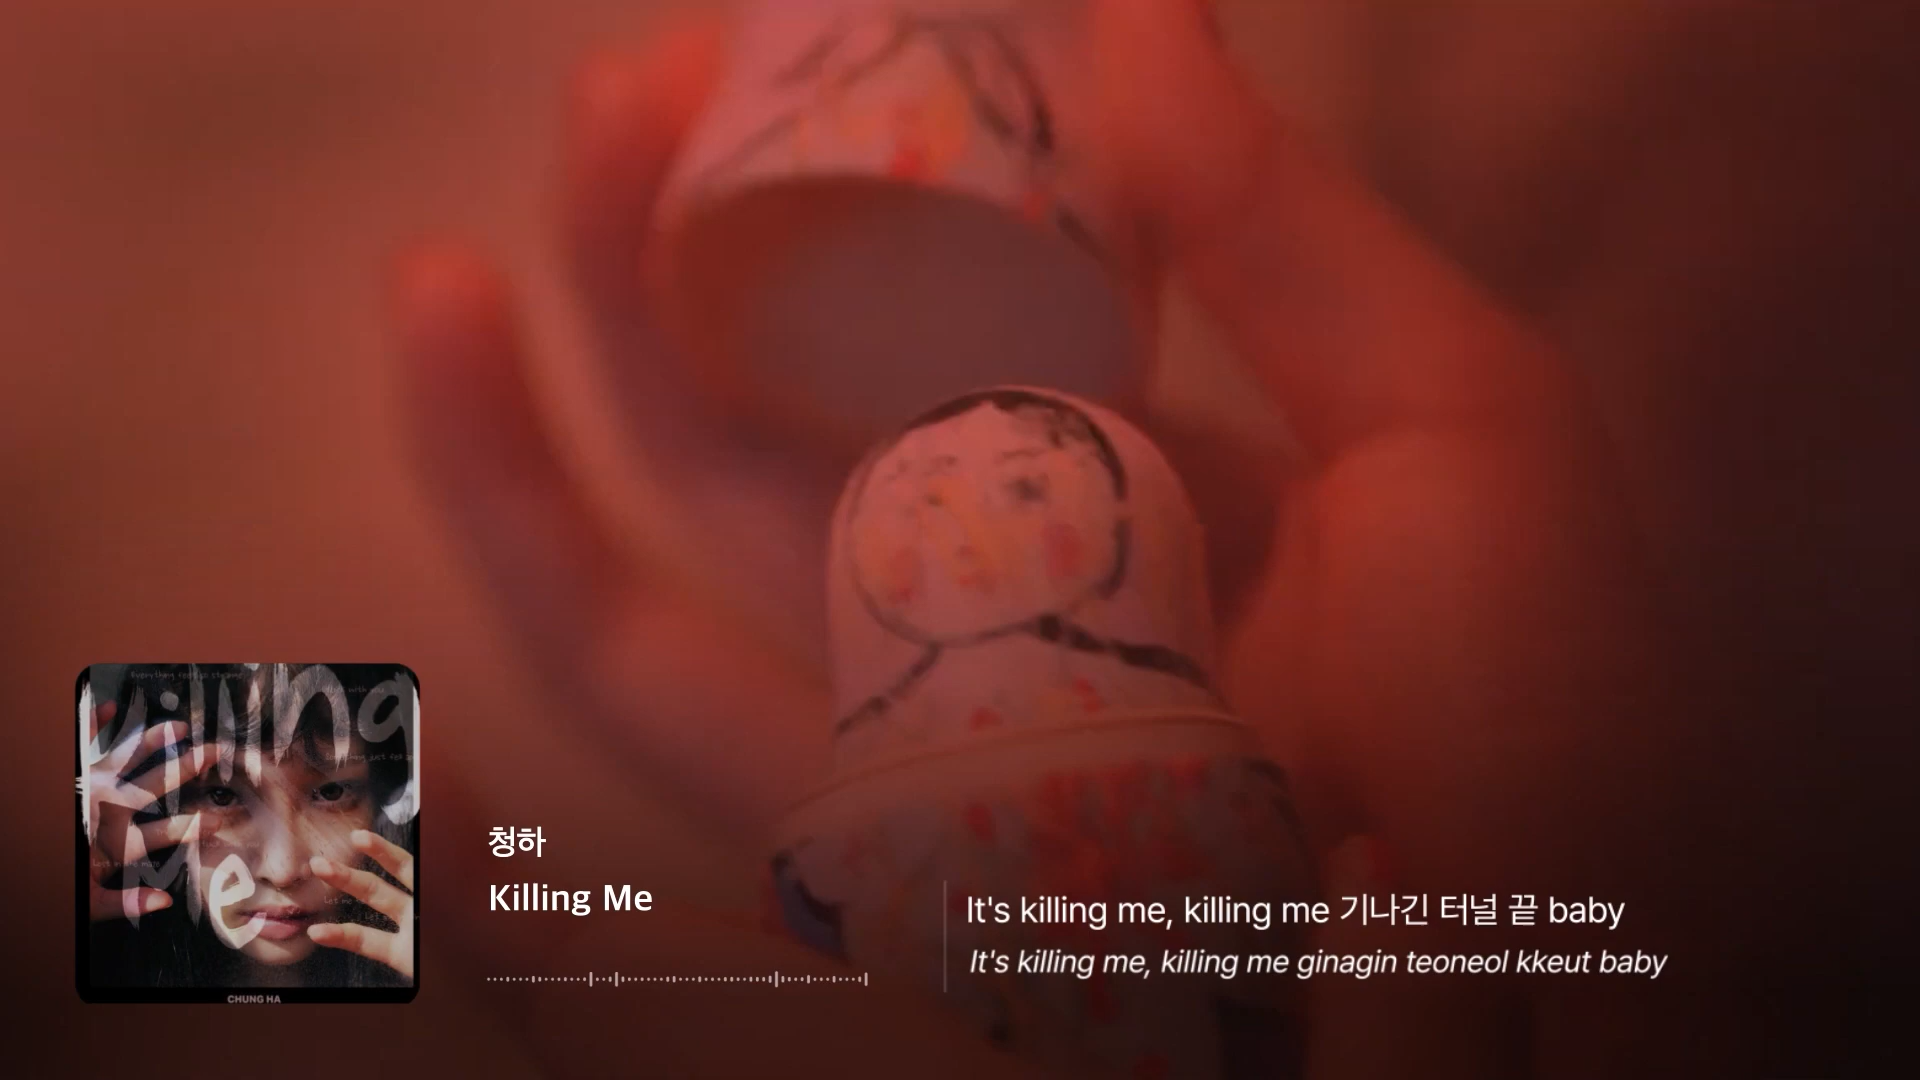 Killing
Me
CHUNG HA
청하
Killing Me
It's killing me, killing me 기나긴 터널 끝 baby
It's killing me, killing me ginagin teoneol kkeut baby